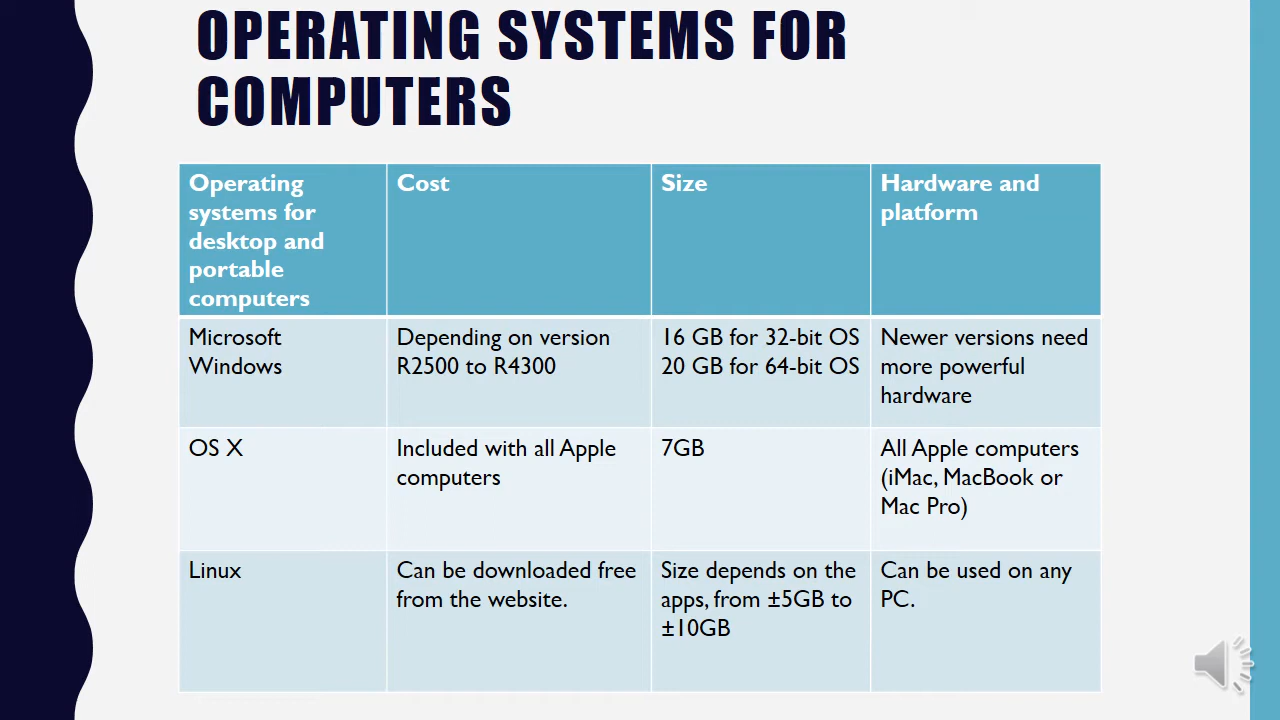 OPERATING SYSTEMS FOR
COMPUTERS
Operating
systems for
desktop and
portable
computers
Cost
Size
Hardware and
platform
Microsoft
Windows
Depending on version
R2500 to R4300
16 GB for 32-bit OS
20 GB for 64-bit OS
Newer versions need
more powerful
hardware
OS X
Included with all Apple
computers
7GB
All Apple computers
(iMac, MacBook or
Mac Pro)
Linux
Can be downloaded free
from the website.
Size depends on the
apps, from ±5GB to
±10GB
Can be used on any
PC.